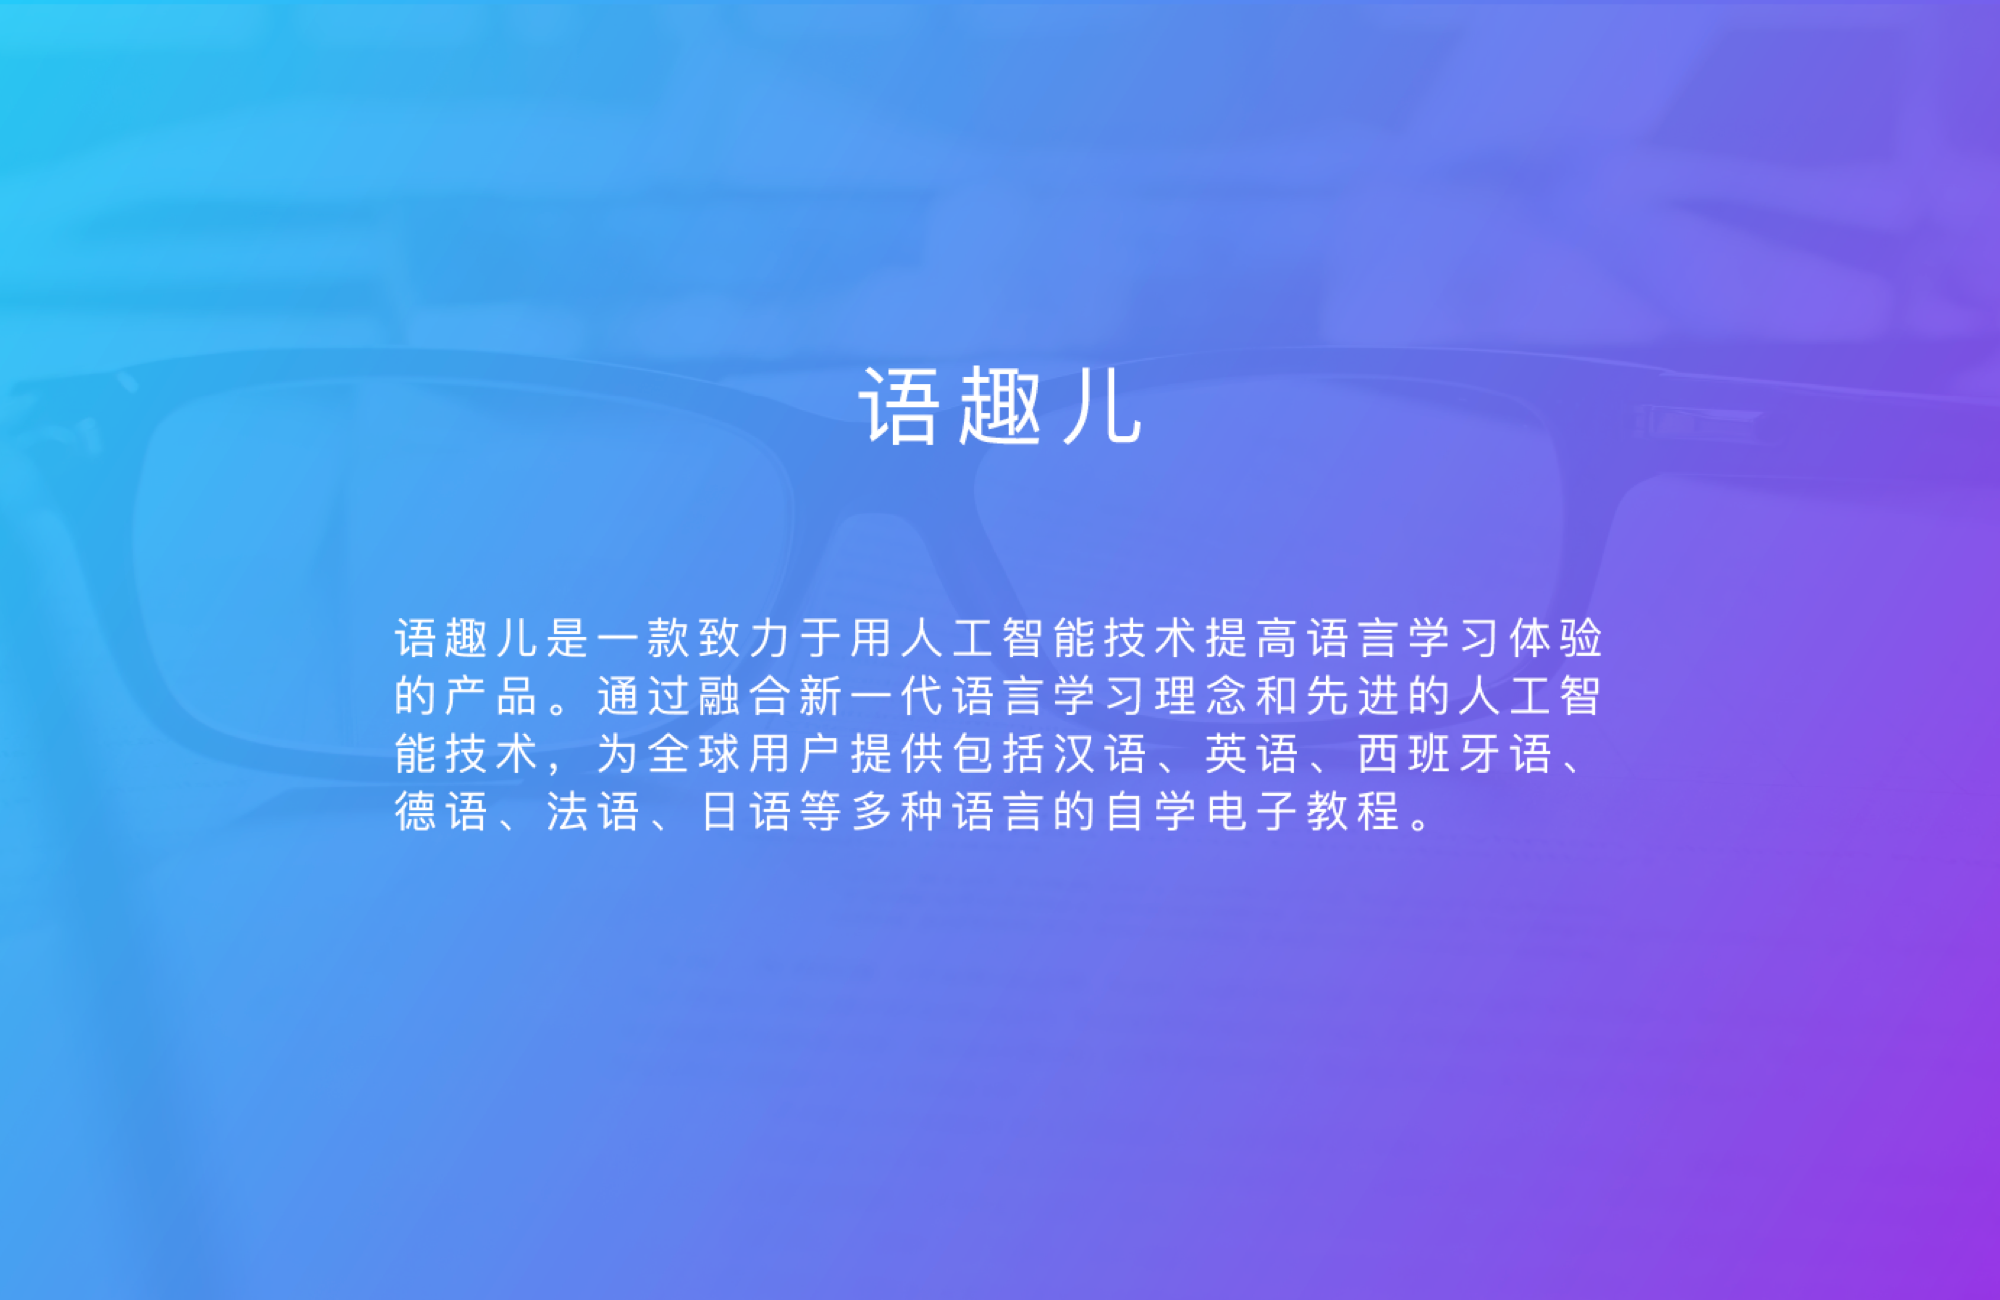 语趣儿
语趣儿是一款致力于用人工智能技术提高语言学习体验
的产品。通过融合新一代语言学习理念和先进的人工智
能技术，为全球用户提供包括汉语、英语、西班牙语、
德语、法语、日语等多种语言的自学电子教程。